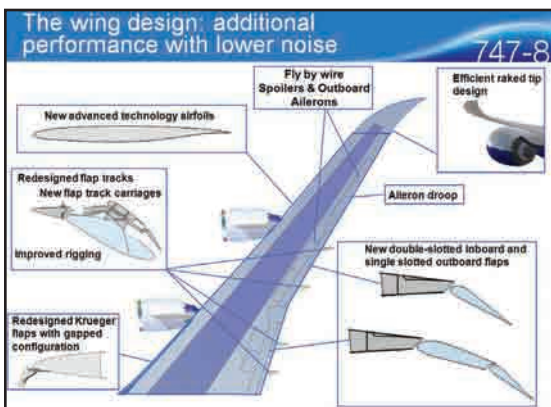 The wing design: additional
performance with lower noise
747-8
Fly by wire
Spoilers & Outboard
Ailerons
Efficient raked tip
design
New advanced technology airfoils
Redesigned flap tracks
New flap track carriages
Aileron droop
Improved rigging
New double-slotted inboard and
single slotted outboard flaps
Redesigned Krueger
flaps with gapped
configuration